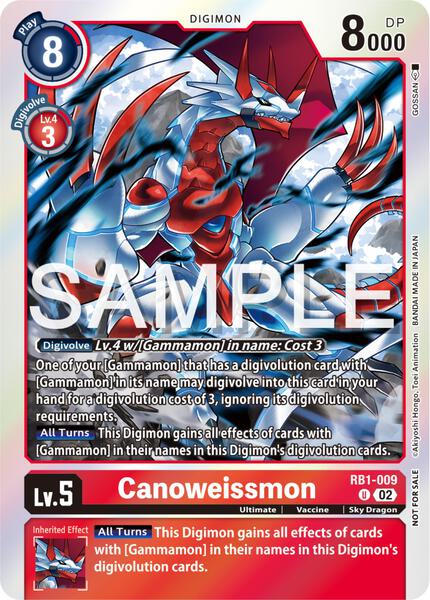 Play
8
DIGIMON
8000 DP
Digivolve
Lv.4
3
GOSSAN
SAMPLE
Digivolve Lv.4 w/[Gammamon] in name: Cost 3
One of your [Gammamon] that has a digivolution card with
[Gammamon] in its name may digivolve into this card in your
hand for a digivolution cost of 3, ignoring its digivolution
requirements.
All Turns This Digimon gains all effects of cards with
[Gammamon] in their names in this Digimon's digivolution cards.
©Akiyoshi Hongo, Toei Animation BANDAI MADE IN JAPAN
NOT FOR SALE
Lv.5
Canoweissmon
RB1-009
U 02
Ultimate Vaccine Sky Dragon
Inherited Effect
All Turns This Digimon gains all effects of cards
with [Gammamon] in their names in this Digimon's
digivolution cards.